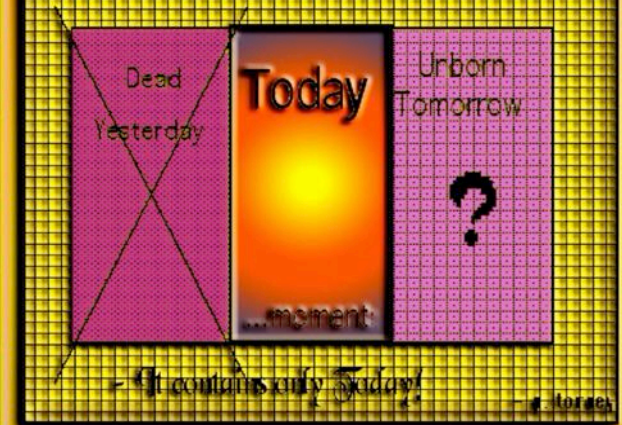 Dead
Yesterday
Today
...moment
Unborn
Tomorrow
?
- It contains only Today!